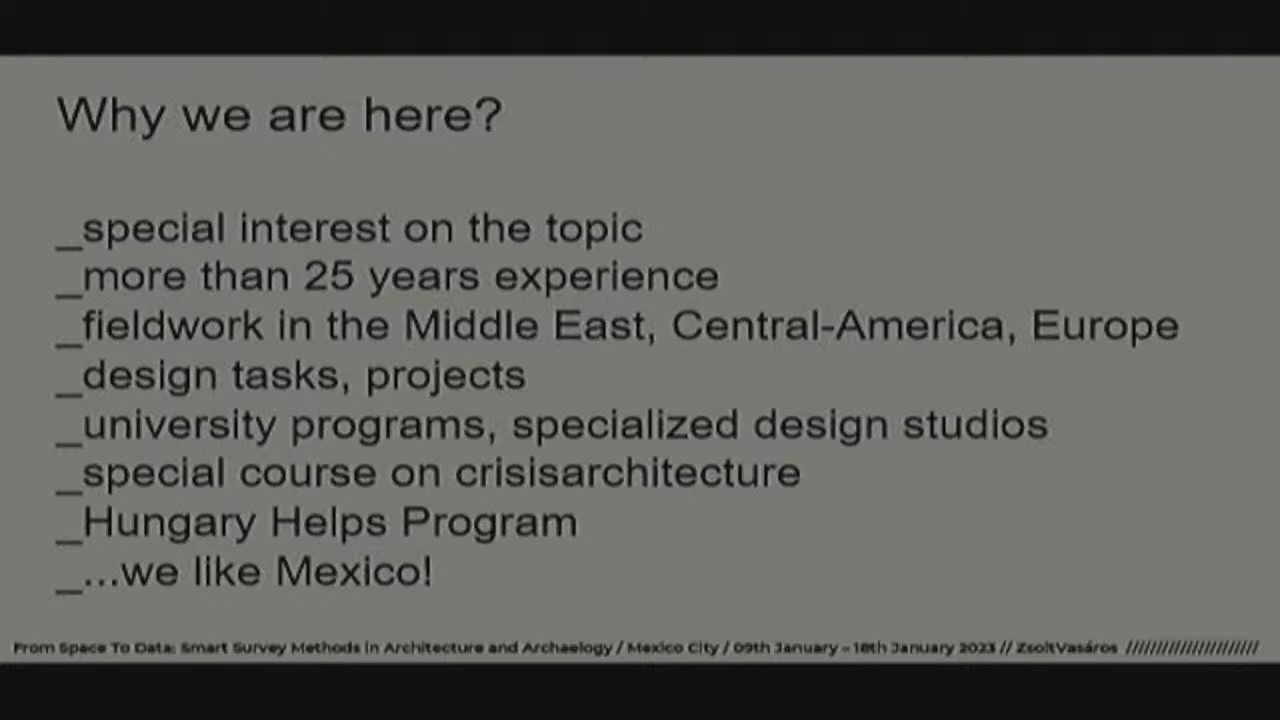 Why we are here?
_special interest on the topic
_more than 25 years experience
_fieldwork in the Middle East, Central-America, Europe
_design tasks, projects
_university programs, specialized design studios
_special course on crisisarchitecture
_Hungary Helps Program
_...we like Mexico!
From Space To Data: Smart Survey Methods in Architecture and Archaelogy / Mexico City / 09th January - 18th January 2023 // ZsoltVasáros //////////////////////